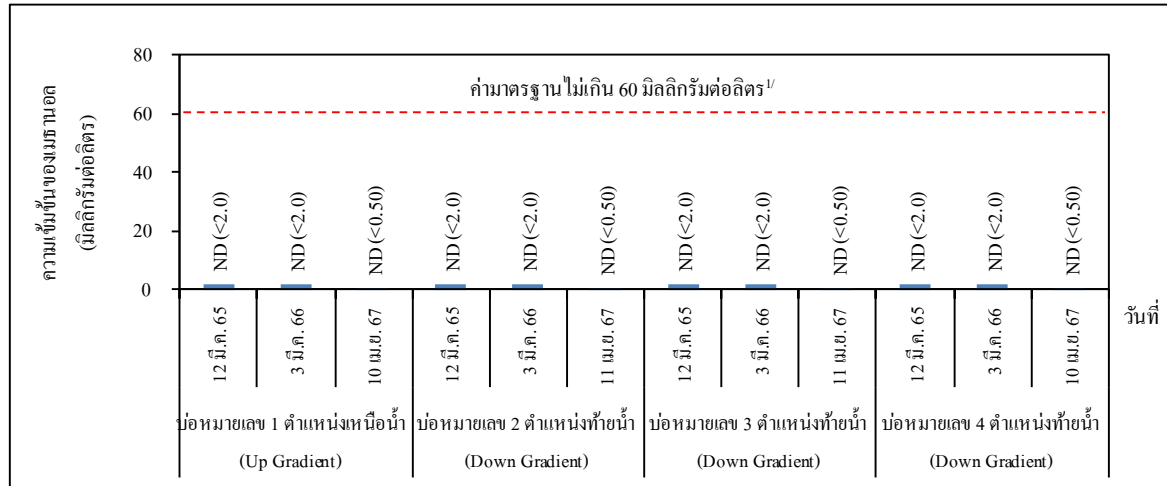 80
60
40
20
0
ความเข้มข้นของเมธานอล
(มิลลิกรัมต่อลิตร)
ค่ามาตรฐานไม่เกิน 60 มิลลิกรัมต่อลิตร1/
ND (<2.0)
ND (<2.0)
ND (<0.50)
ND (<2.0)
ND (<2.0)
ND (<0.50)
ND (<2.0)
ND (<2.0)
ND (<0.50)
ND (<2.0)
ND (<2.0)
ND (<0.50)
12 มี.ค. 65
3 มี.ค. 66
10 เม.ย. 67
12 มี.ค. 65
3 มี.ค. 66
11 เม.ย. 67
12 มี.ค. 65
3 มี.ค. 66
11 เม.ย. 67
12 มี.ค. 65
3 มี.ค. 66
10 เม.ย. 67
วันที่
บ่อหมายเลข 1 ตำแหน่งเหนือน้ำ
(Up Gradient)
บ่อหมายเลข 2 ตำแหน่งท้ายน้ำ
(Down Gradient)
บ่อหมายเลข 3 ตำแหน่งท้ายน้ำ
(Down Gradient)
บ่อหมายเลข 4 ตำแหน่งท้ายน้ำ
(Down Gradient)